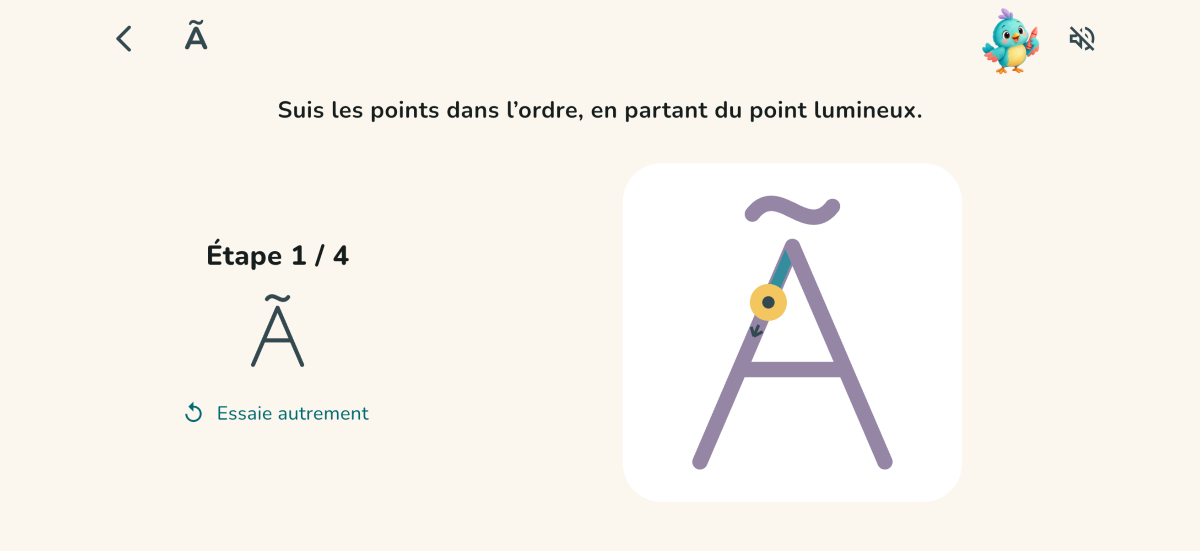 Ã
Suis les points dans l’ordre, en partant du point lumineux.
Étape 1 / 4
Ã
Essaie autrement
Ã